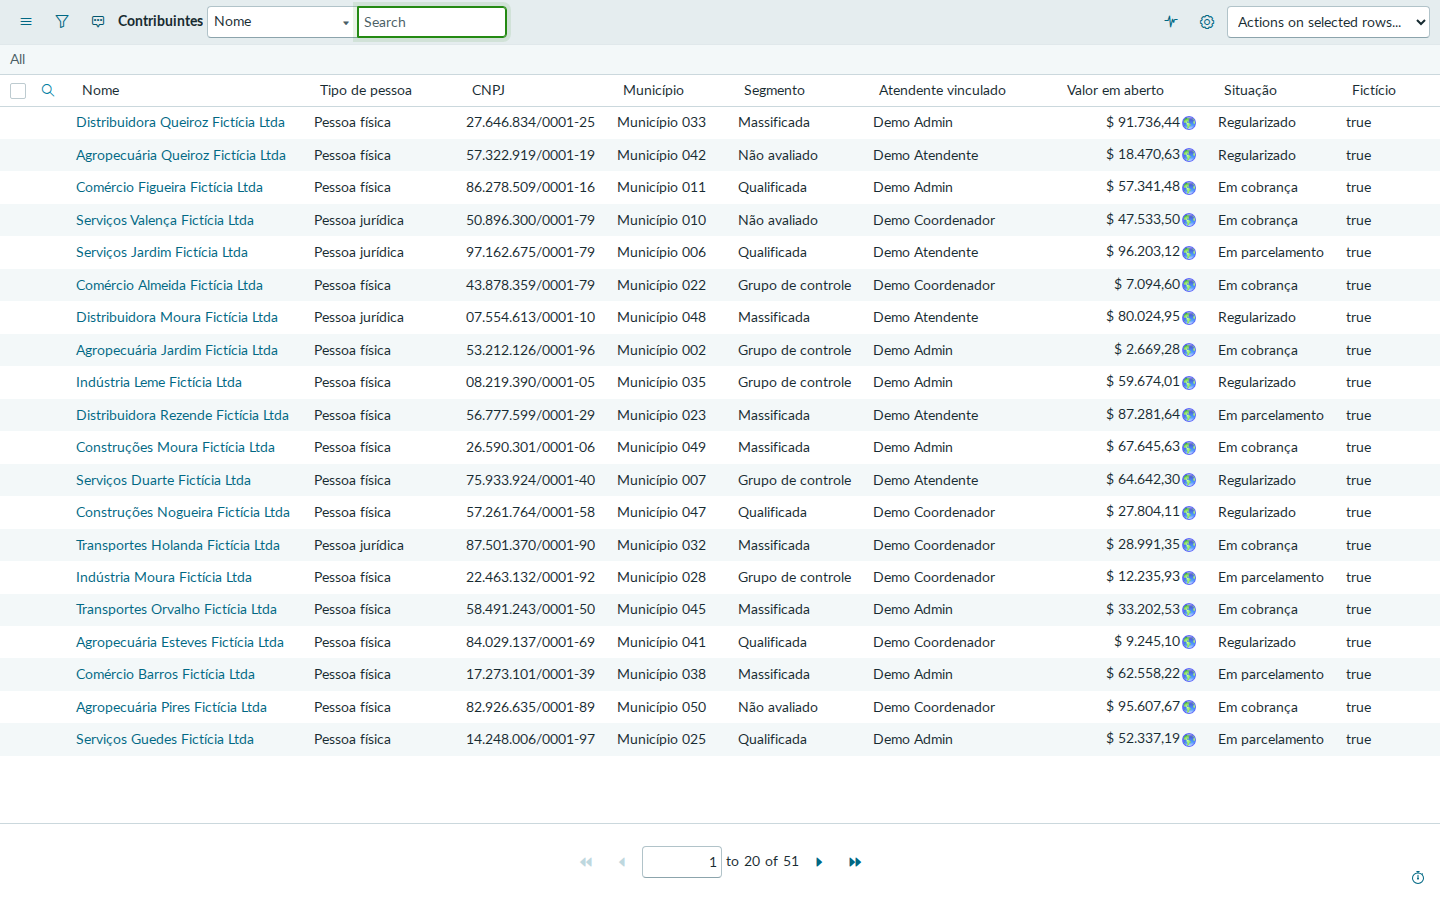 Contribuintes Nome Search Actions on selected rows...
All
Nome Tipo de pessoa CNPJ Município Segmento Atendente vinculado Valor em aberto Situação Fictício
Distribuidora Queiroz Fictícia Ltda Pessoa física 27.646.834/0001-25 Município 033 Massificada Demo Admin $ 91.736,44 Regularizado true
Agropecuária Queiroz Fictícia Ltda Pessoa física 57.322.919/0001-19 Município 042 Não avaliado Demo Atendente $ 18.470,63 Regularizado true
Comércio Figueira Fictícia Ltda Pessoa física 86.278.509/0001-16 Município 011 Qualificada Demo Admin $ 57.341,48 Em cobrança true
Serviços Valença Fictícia Ltda Pessoa jurídica 50.896.300/0001-79 Município 010 Não avaliado Demo Coordenador $ 47.533,50 Em cobrança true
Serviços Jardim Fictícia Ltda Pessoa jurídica 97.162.675/0001-79 Município 006 Qualificada Demo Atendente $ 96.203,12 Em parcelamento true
Comércio Almeida Fictícia Ltda Pessoa física 43.878.359/0001-79 Município 022 Grupo de controle Demo Coordenador $ 7.094,60 Em cobrança true
Distribuidora Moura Fictícia Ltda Pessoa jurídica 07.554.613/0001-10 Município 048 Massificada Demo Atendente $ 80.024,95 Regularizado true
Agropecuária Jardim Fictícia Ltda Pessoa física 53.212.126/0001-96 Município 002 Grupo de controle Demo Admin $ 2.669,28 Em cobrança true
Indústria Leme Fictícia Ltda Pessoa física 08.219.390/0001-05 Município 035 Grupo de controle Demo Admin $ 59.674,01 Regularizado true
Distribuidora Rezende Fictícia Ltda Pessoa física 56.777.599/0001-29 Município 023 Massificada Demo Atendente $ 87.281,64 Em parcelamento true
Construções Moura Fictícia Ltda Pessoa física 26.590.301/0001-06 Município 049 Massificada Demo Admin $ 67.645,63 Em cobrança true
Serviços Duarte Fictícia Ltda Pessoa física 75.933.924/0001-40 Município 007 Grupo de controle Demo Atendente $ 64.642,30 Regularizado true
Construções Nogueira Fictícia Ltda Pessoa física 57.261.764/0001-58 Município 047 Qualificada Demo Coordenador $ 27.804,11 Regularizado true
Transportes Holanda Fictícia Ltda Pessoa jurídica 87.501.370/0001-90 Município 032 Massificada Demo Coordenador $ 28.991,35 Em cobrança true
Indústria Moura Fictícia Ltda Pessoa física 22.463.132/0001-92 Município 028 Grupo de controle Demo Coordenador $ 12.235,93 Em parcelamento true
Transportes Orvalho Fictícia Ltda Pessoa física 58.491.243/0001-50 Município 045 Massificada Demo Admin $ 33.202,53 Em cobrança true
Agropecuária Esteves Fictícia Ltda Pessoa física 84.029.137/0001-69 Município 041 Qualificada Demo Coordenador $ 9.245,10 Regularizado true
Comércio Barros Fictícia Ltda Pessoa física 17.273.101/0001-39 Município 038 Massificada Demo Admin $ 62.558,22 Em parcelamento true
Agropecuária Pires Fictícia Ltda Pessoa física 82.926.635/0001-89 Município 050 Não avaliado Demo Coordenador $ 95.607,67 Em cobrança true
Serviços Guedes Fictícia Ltda Pessoa física 14.248.006/0001-97 Município 025 Qualificada Demo Admin $ 52.337,19 Em parcelamento true
1 to 20 of 51